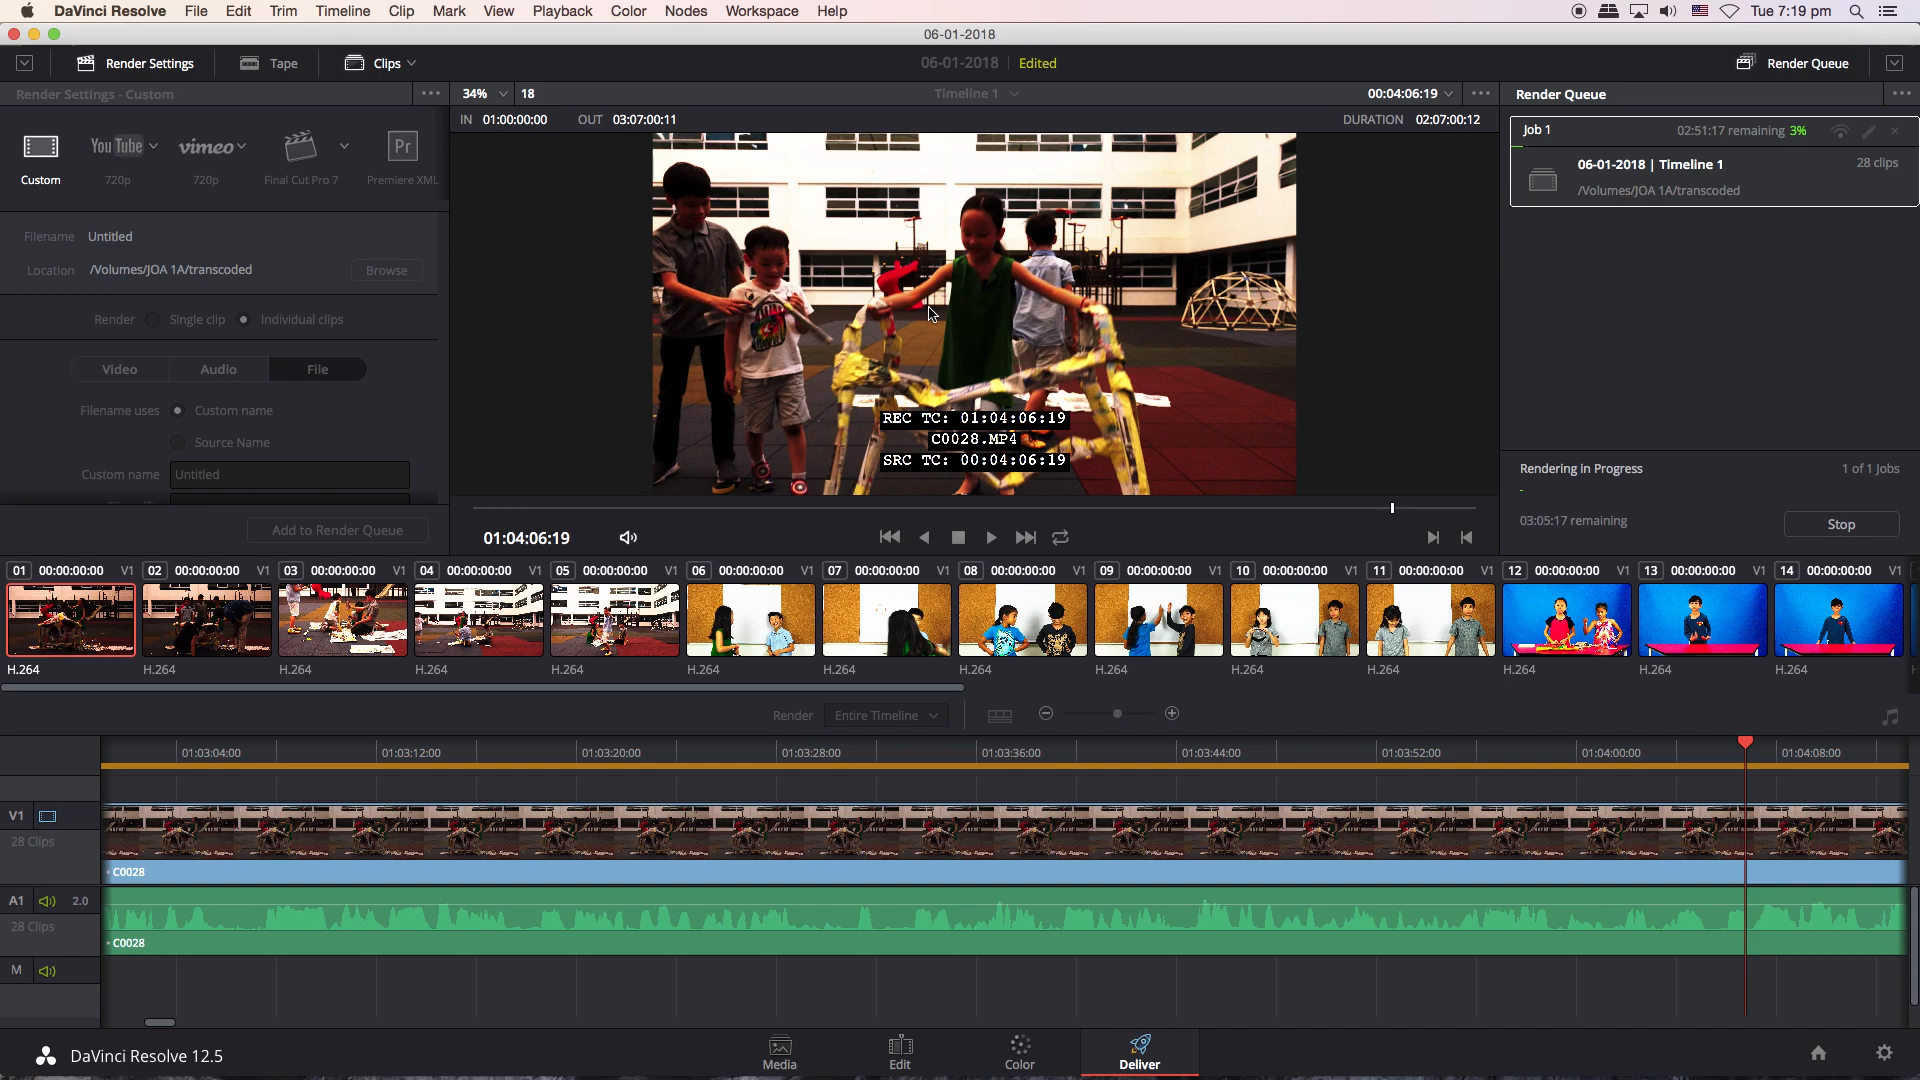 DaVinci Resolve File Edit Trim Timeline Clip Mark View Playback Color Nodes Workspace Help Tue 7:19 pm
06-01-2018
Render Settings Tape Clips 06-01-2018 Edited Render Queue
Render Settings - Custom 34% 18 Timeline 1 00:04:06:19 Render Queue
IN 01:00:00:00 OUT 03:07:00:11 DURATION 02:07:00:12
Job 1 02:51:17 remaining 3%
06-01-2018 | Timeline 1 28 clips
/Volumes/JOA 1A/transcoded
YouTube vimeo Pr
Custom 720p 720p Final Cut Pro 7 Premiere XML
Filename Untitled
Location /Volumes/JOA 1A/transcoded Browse
Render Single clip Individual clips
Video Audio File
Filename uses Custom name
Source Name
Custom name Untitled
Add to Render Queue
REC TC: 01:04:06:19
C0028.MP4
SRC TC: 00:04:06:19
01:04:06:19
Rendering in Progress 1 of 1 Jobs
03:05:17 remaining Stop
01 00:00:00:00 V1 02 00:00:00:00 V1 03 00:00:00:00 V1 04 00:00:00:00 V1 05 00:00:00:00 V1 06 00:00:00:00 V1 07 00:00:00:00 V1 08 00:00:00:00 V1 09 00:00:00:00 V1 10 00:00:00:00 V1 11 00:00:00:00 V1 12 00:00:00:00 V1 13 00:00:00:00 V1 14 00:00:00:00 V1
H.264 H.264 H.264 H.264 H.264 H.264 H.264 H.264 H.264 H.264 H.264 H.264 H.264 H.264
Render Entire Timeline
01:03:04:00 01:03:12:00 01:03:20:00 01:03:28:00 01:03:36:00 01:03:44:00 01:03:52:00 01:04:00:00 01:04:08:00
V1
28 Clips
C0028
A1 2.0
28 Clips
C0028
M
DaVinci Resolve 12.5 Media Edit Color Deliver